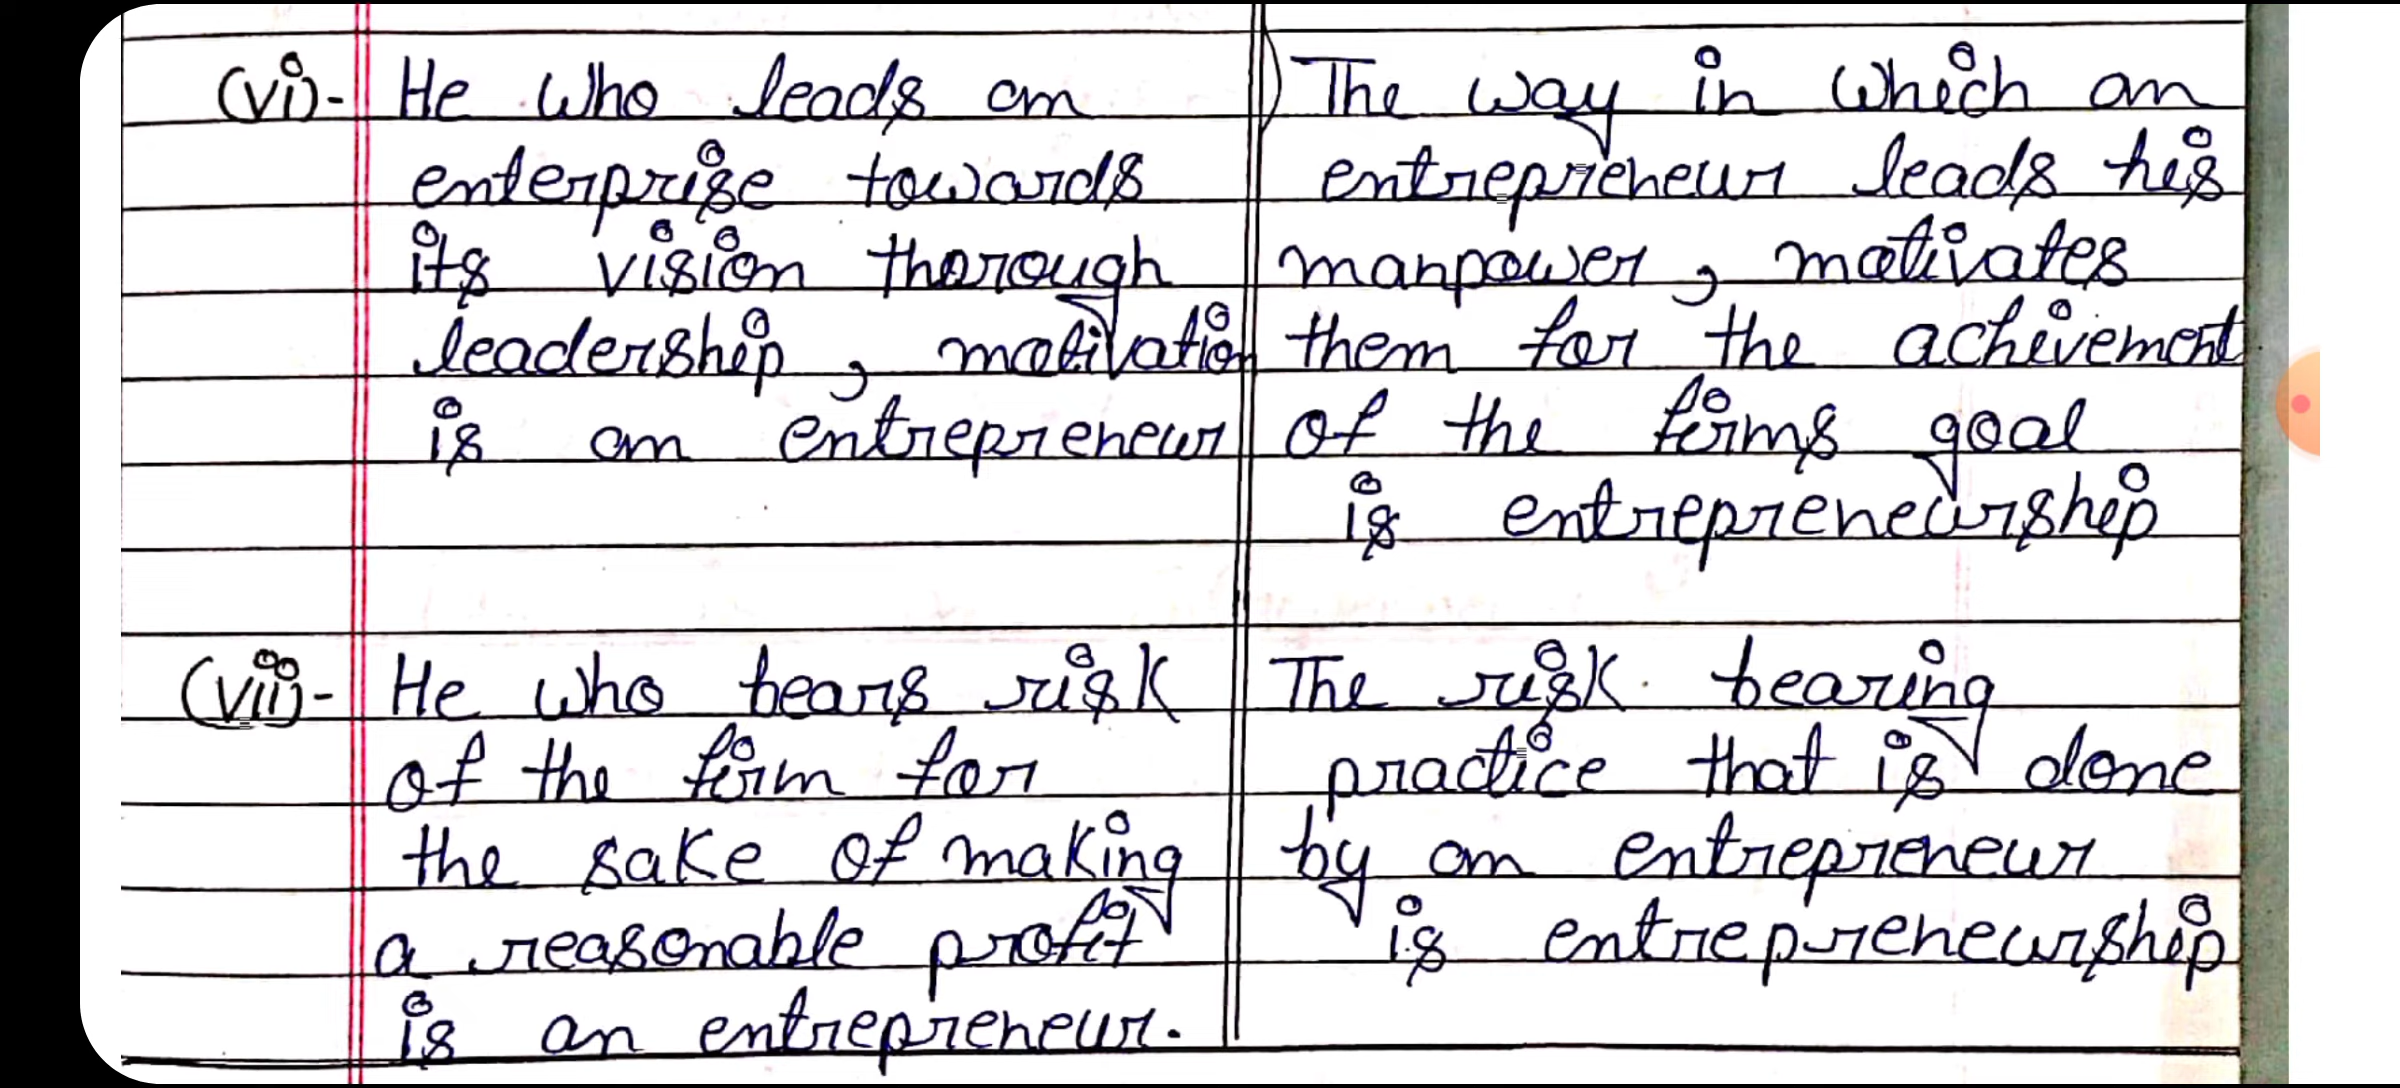 (vi)- He who leads an
enterprise towards
its vision thorough
leadership, motivation
is an entrepreneur
The way in which an
entrepreneur leads his
manpower, motivates
them for the achivement
of the firms goal
is entrepreneurship
(vii)- He who bears risk
of the firm for
the sake of making
a reasonable profit
is an entrepreneur.
The risk bearing
practice that is done
by an entrepreneur
is entrepreneurship